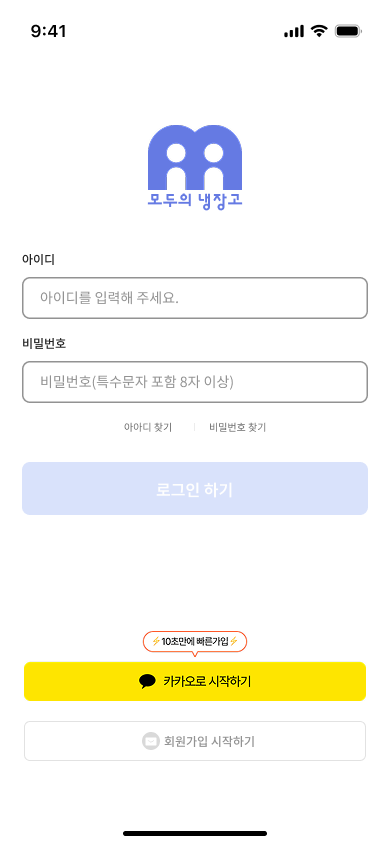 9:41
모두의 냉장고
아이디
아이디를 입력해 주세요.
비밀번호
비밀번호(특수문자 포함 8자 이상)
아아디 찾기
비밀번호 찾기
로그인 하기
⚡10초만에 빠른가입⚡
카카오로 시작하기
회원가입 시작하기